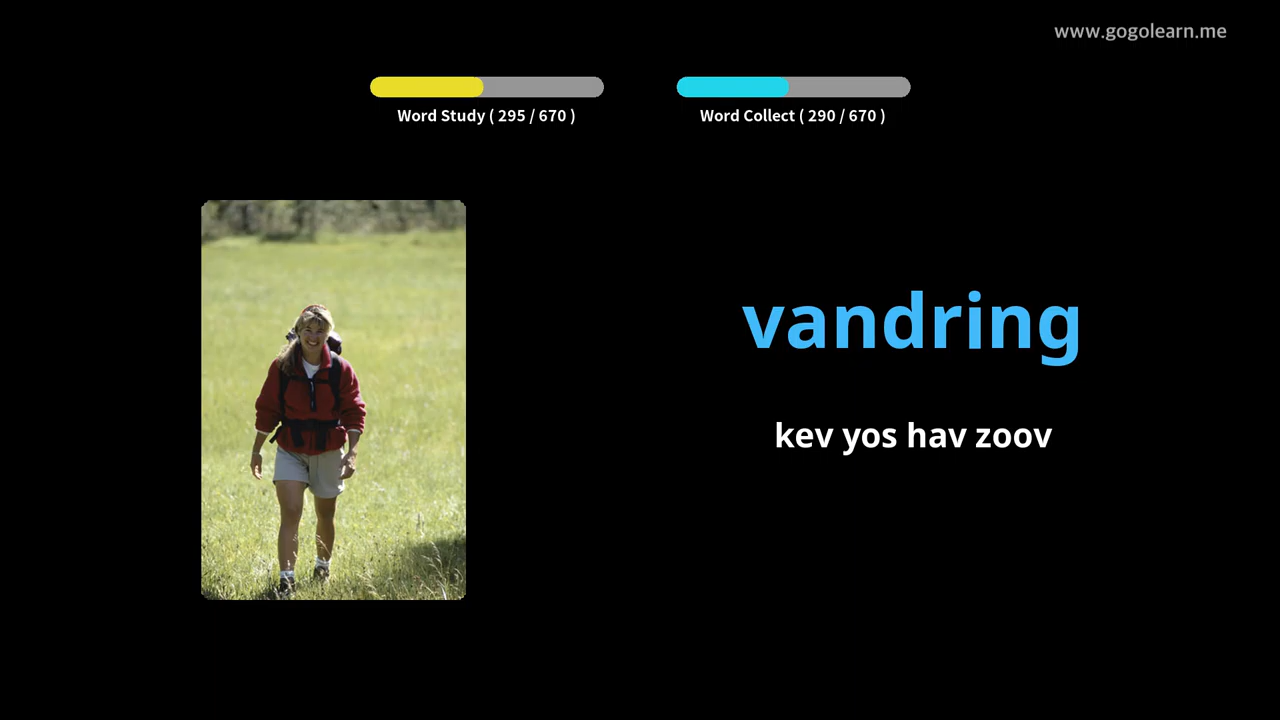 www.gogolearn.me
Word Study ( 295 / 670 )
Word Collect ( 290 / 670 )
vandring
kev yos hav zoov